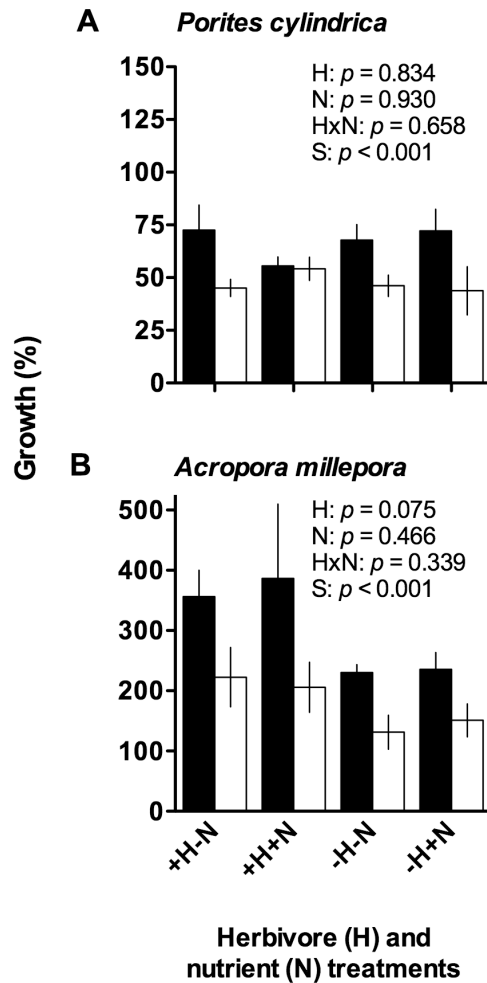 A
Porites cylindrica
150
125
100
75
50
25
0
H: p = 0.834
N: p = 0.930
HxN: p = 0.658
S: p < 0.001
Growth (%)
B
Acropora millepora
500
400
300
200
100
0
H: p = 0.075
N: p = 0.466
HxN: p = 0.339
S: p < 0.001
+H-N
+H+N
-H-N
-H+N
Herbivore (H) and
nutrient (N) treatments